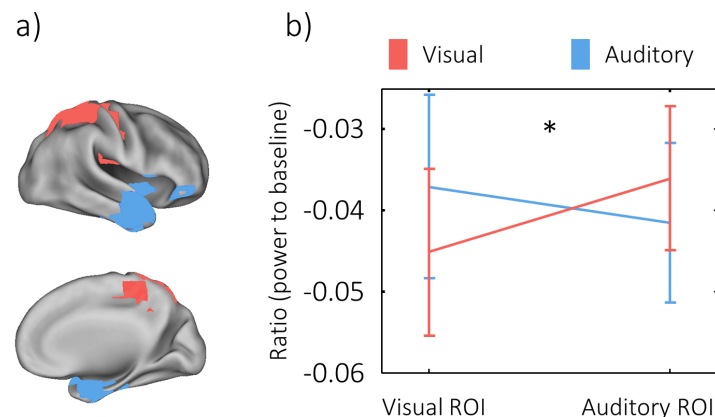 a)
b)
Visual
Auditory
Ratio (power to baseline)
-0.03
-0.04
-0.05
-0.06
*
Visual ROI
Auditory ROI